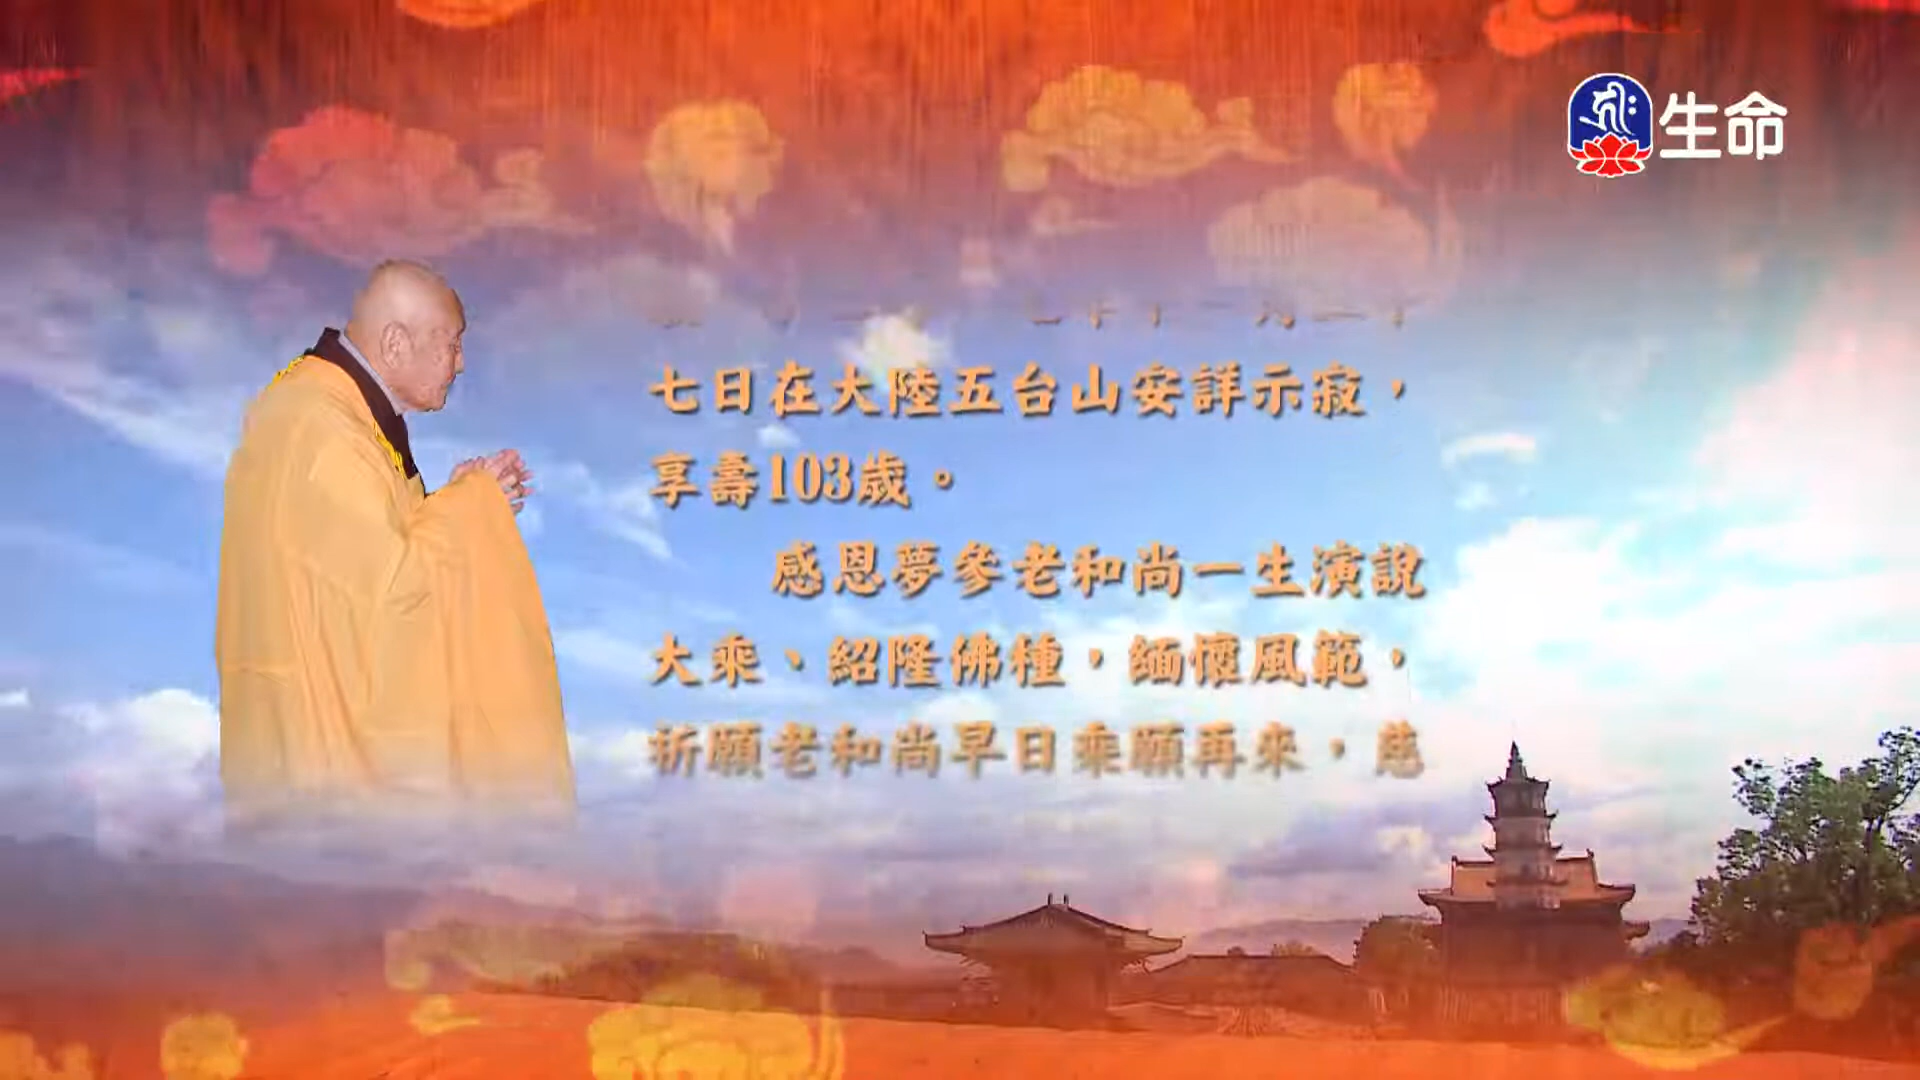 生命
七日在大陸五台山安詳示寂，
享壽103歲。
感恩夢參老和尚一生演說
大乘、紹隆佛種，緬懷風範，
祈願老和尚早日乘願再來，慈